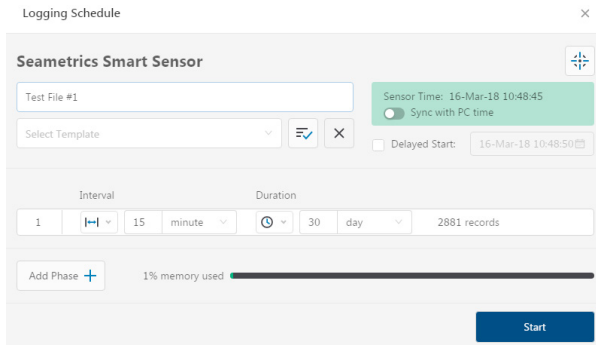 Logging Schedule
Seametrics Smart Sensor
Test File #1
Sensor Time: 16-Mar-18 10:48:45
Sync with PC time
Select Template
Delayed Start: 16-Mar-18 10:48:50
Interval Duration
1 15 minute 30 day 2881 records
Add Phase 1% memory used
Start